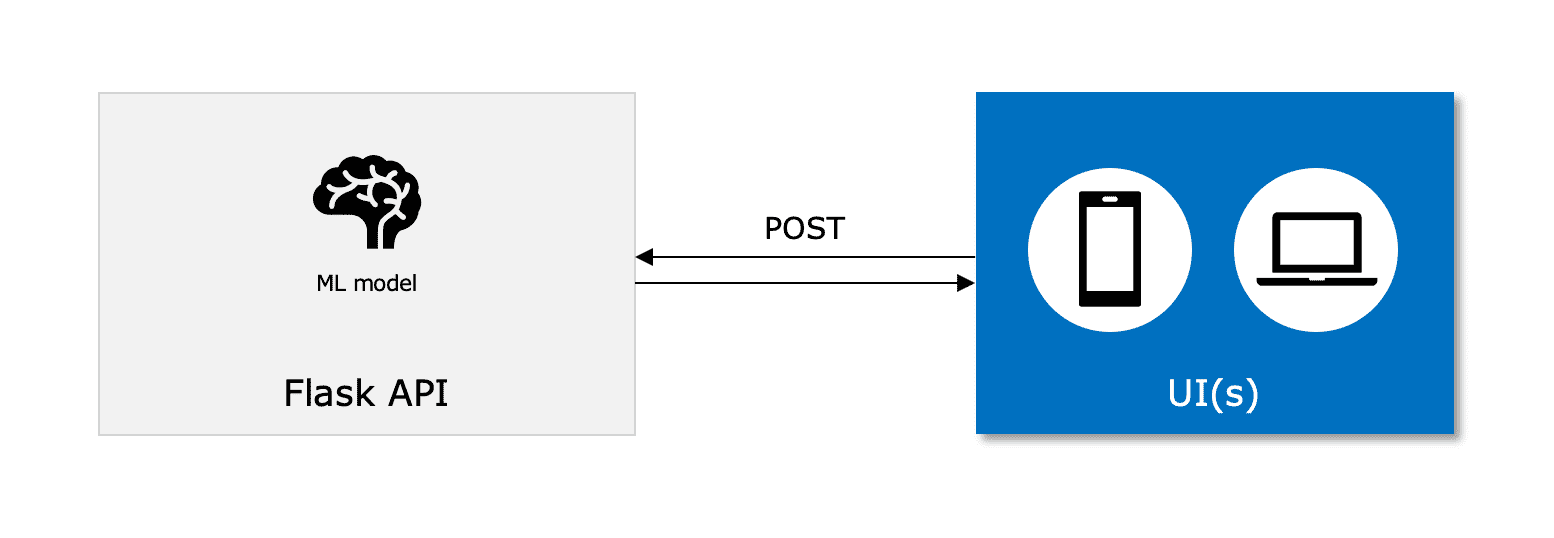 POST
ML model
Flask API
UI(s)